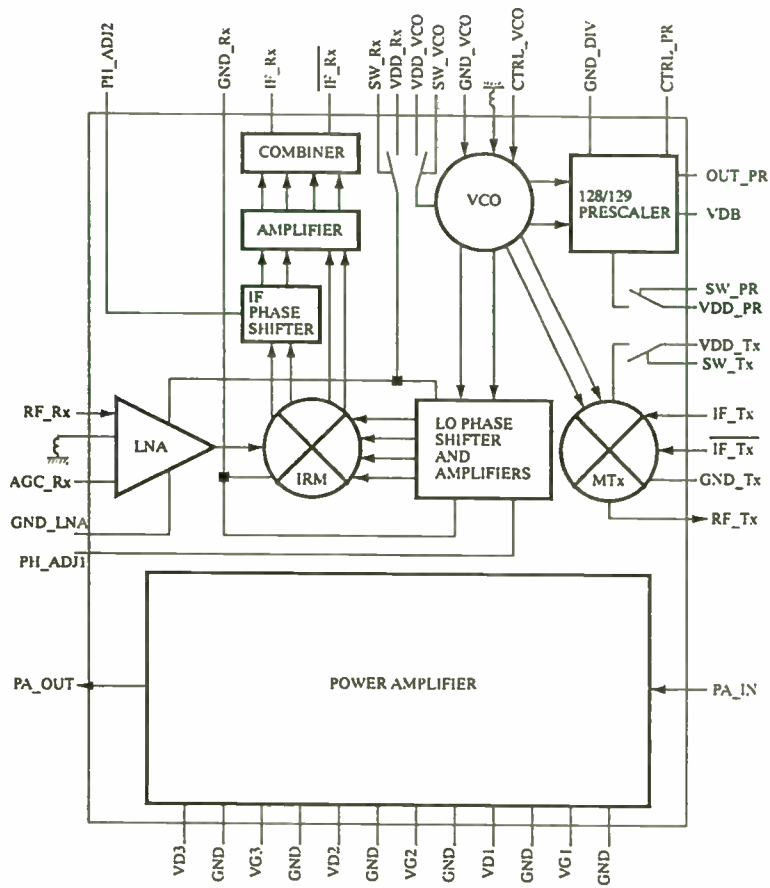 PH_ADJ2
GND_Rx
IF_Rx
IF_Rx
SW_Rx
VDD_Rx
VDD_VCO
SW_VCO
GND_VCO
CTRL_VCO
GND_DIV
CTRL_PR
COMBINER
AMPLIFIER
IF
PHASE
SHIFTER
VCO
128/129
PRESCALER
OUT_PR
VDB
SW_PR
VDD_PR
VDD_Tx
SW_Tx
RF_Rx
LNA
AGC_Rx
GND_LNA
PH_ADJ1
IRM
LO PHASE
SHIFTER
AND
AMPLIFIERS
MTx
IF_Tx
IF_Tx
GND_Tx
RF_Tx
PA_OUT
POWER AMPLIFIER
PA_IN
VD3
GND
VG3
GND
VD2
GND
VG2
GND
VD1
GND
VG1
GND